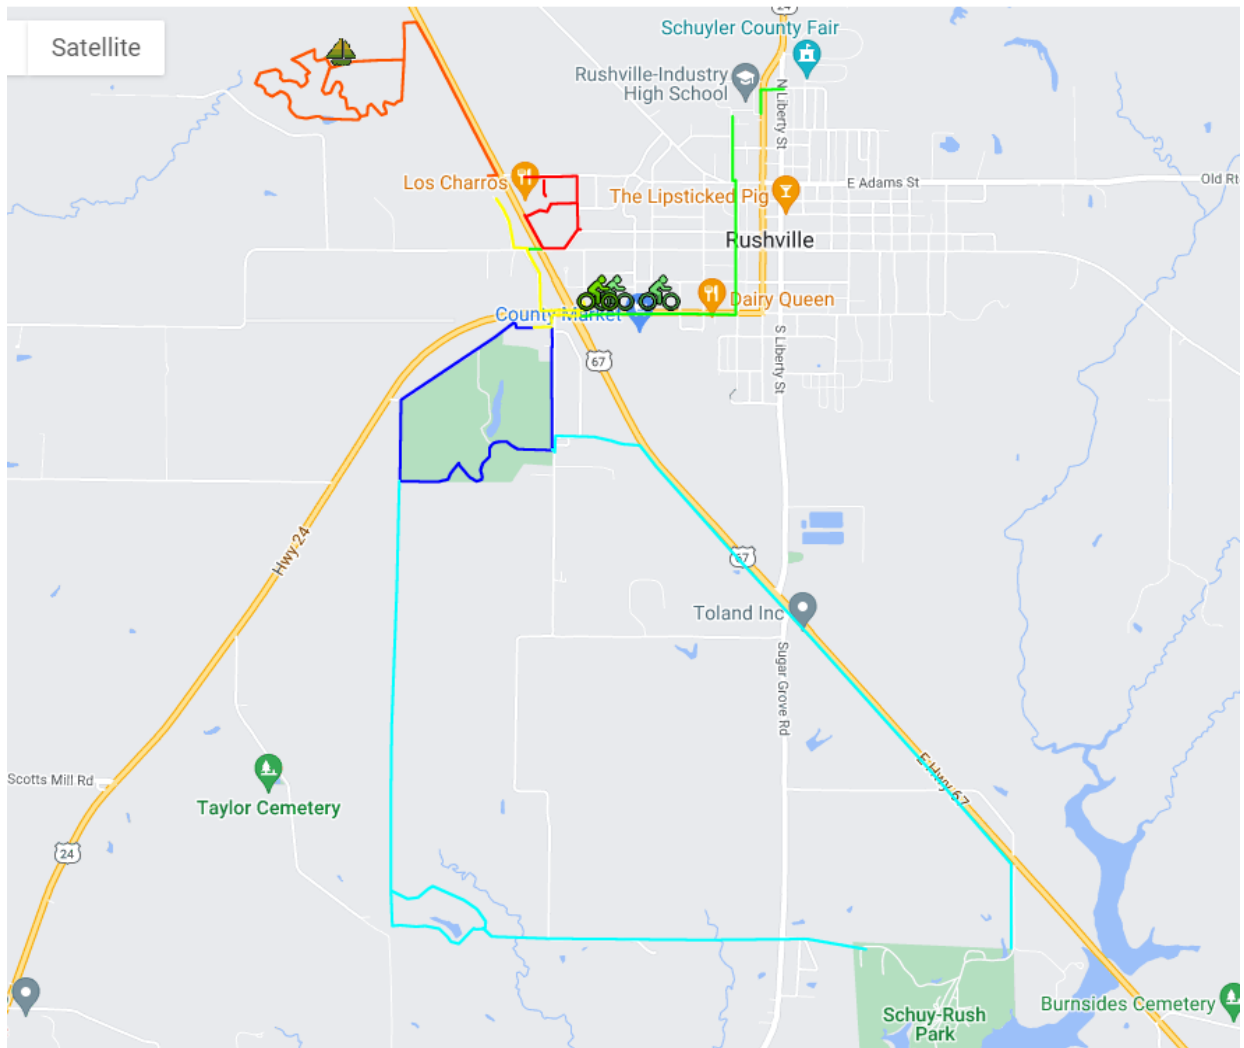 Satellite
24
Schuyler County Fair
Rushville-Industry
High School
N Liberty St
Los Charros
E Adams St
Old Rt
The Lipsticked Pig
Rushville
Dairy Queen
County Market
S Liberty St
67
Hwy 24
67
Toland Inc
Sugar Grove Rd
Scotts Mill Rd
Taylor Cemetery
E Hwy 67
24
Schuy-Rush
Park
Burnsides Cemetery